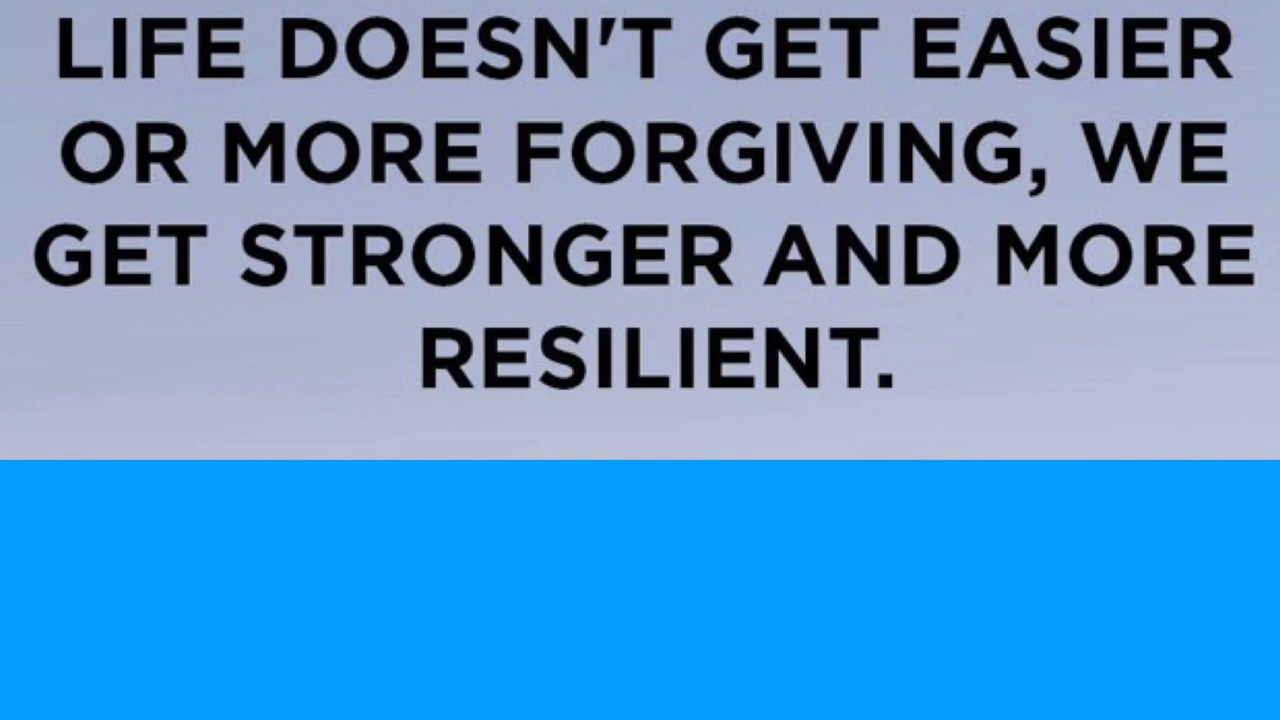 LIFE DOESN'T GET EASIER
OR MORE FORGIVING, WE
GET STRONGER AND MORE
RESILIENT.